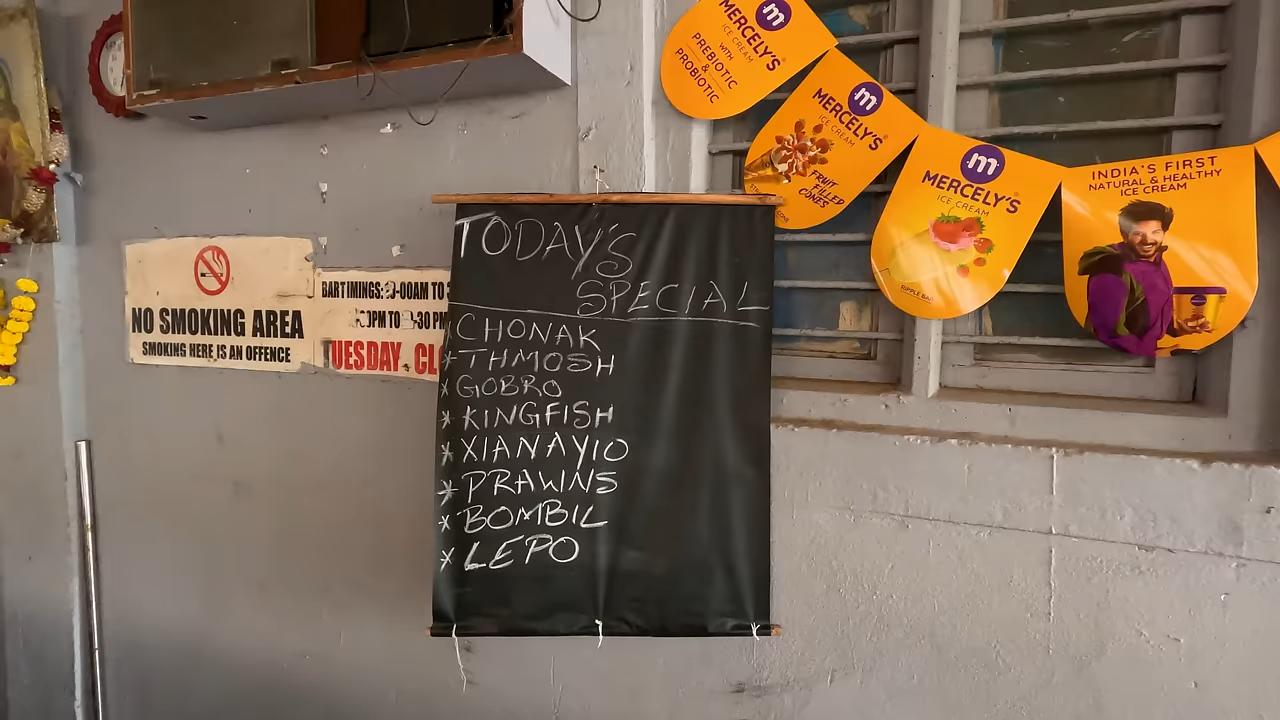 MERCELY'S
ICE CREAM
WITH
PREBIOTIC
&
PROBIOTIC
MERCELY'S
ICE CREAM
FRUIT
FILLED
CONES
MERCELY'S
ICE CREAM
RIPPLE BAR
INDIA'S FIRST
NATURAL & HEALTHY
ICE CREAM
NO SMOKING AREA
SMOKING HERE IS AN OFFENCE
BAR TIMINGS: -00AM TO
PM TO -30 PM
TUESDAY. CL
TODAY'S
SPECIAL
CHONAK
* THMOSH
* GOBRO
* KINGFISH
* XIANAYIO
* PRAWNS
* BOMBIL
* LEPO